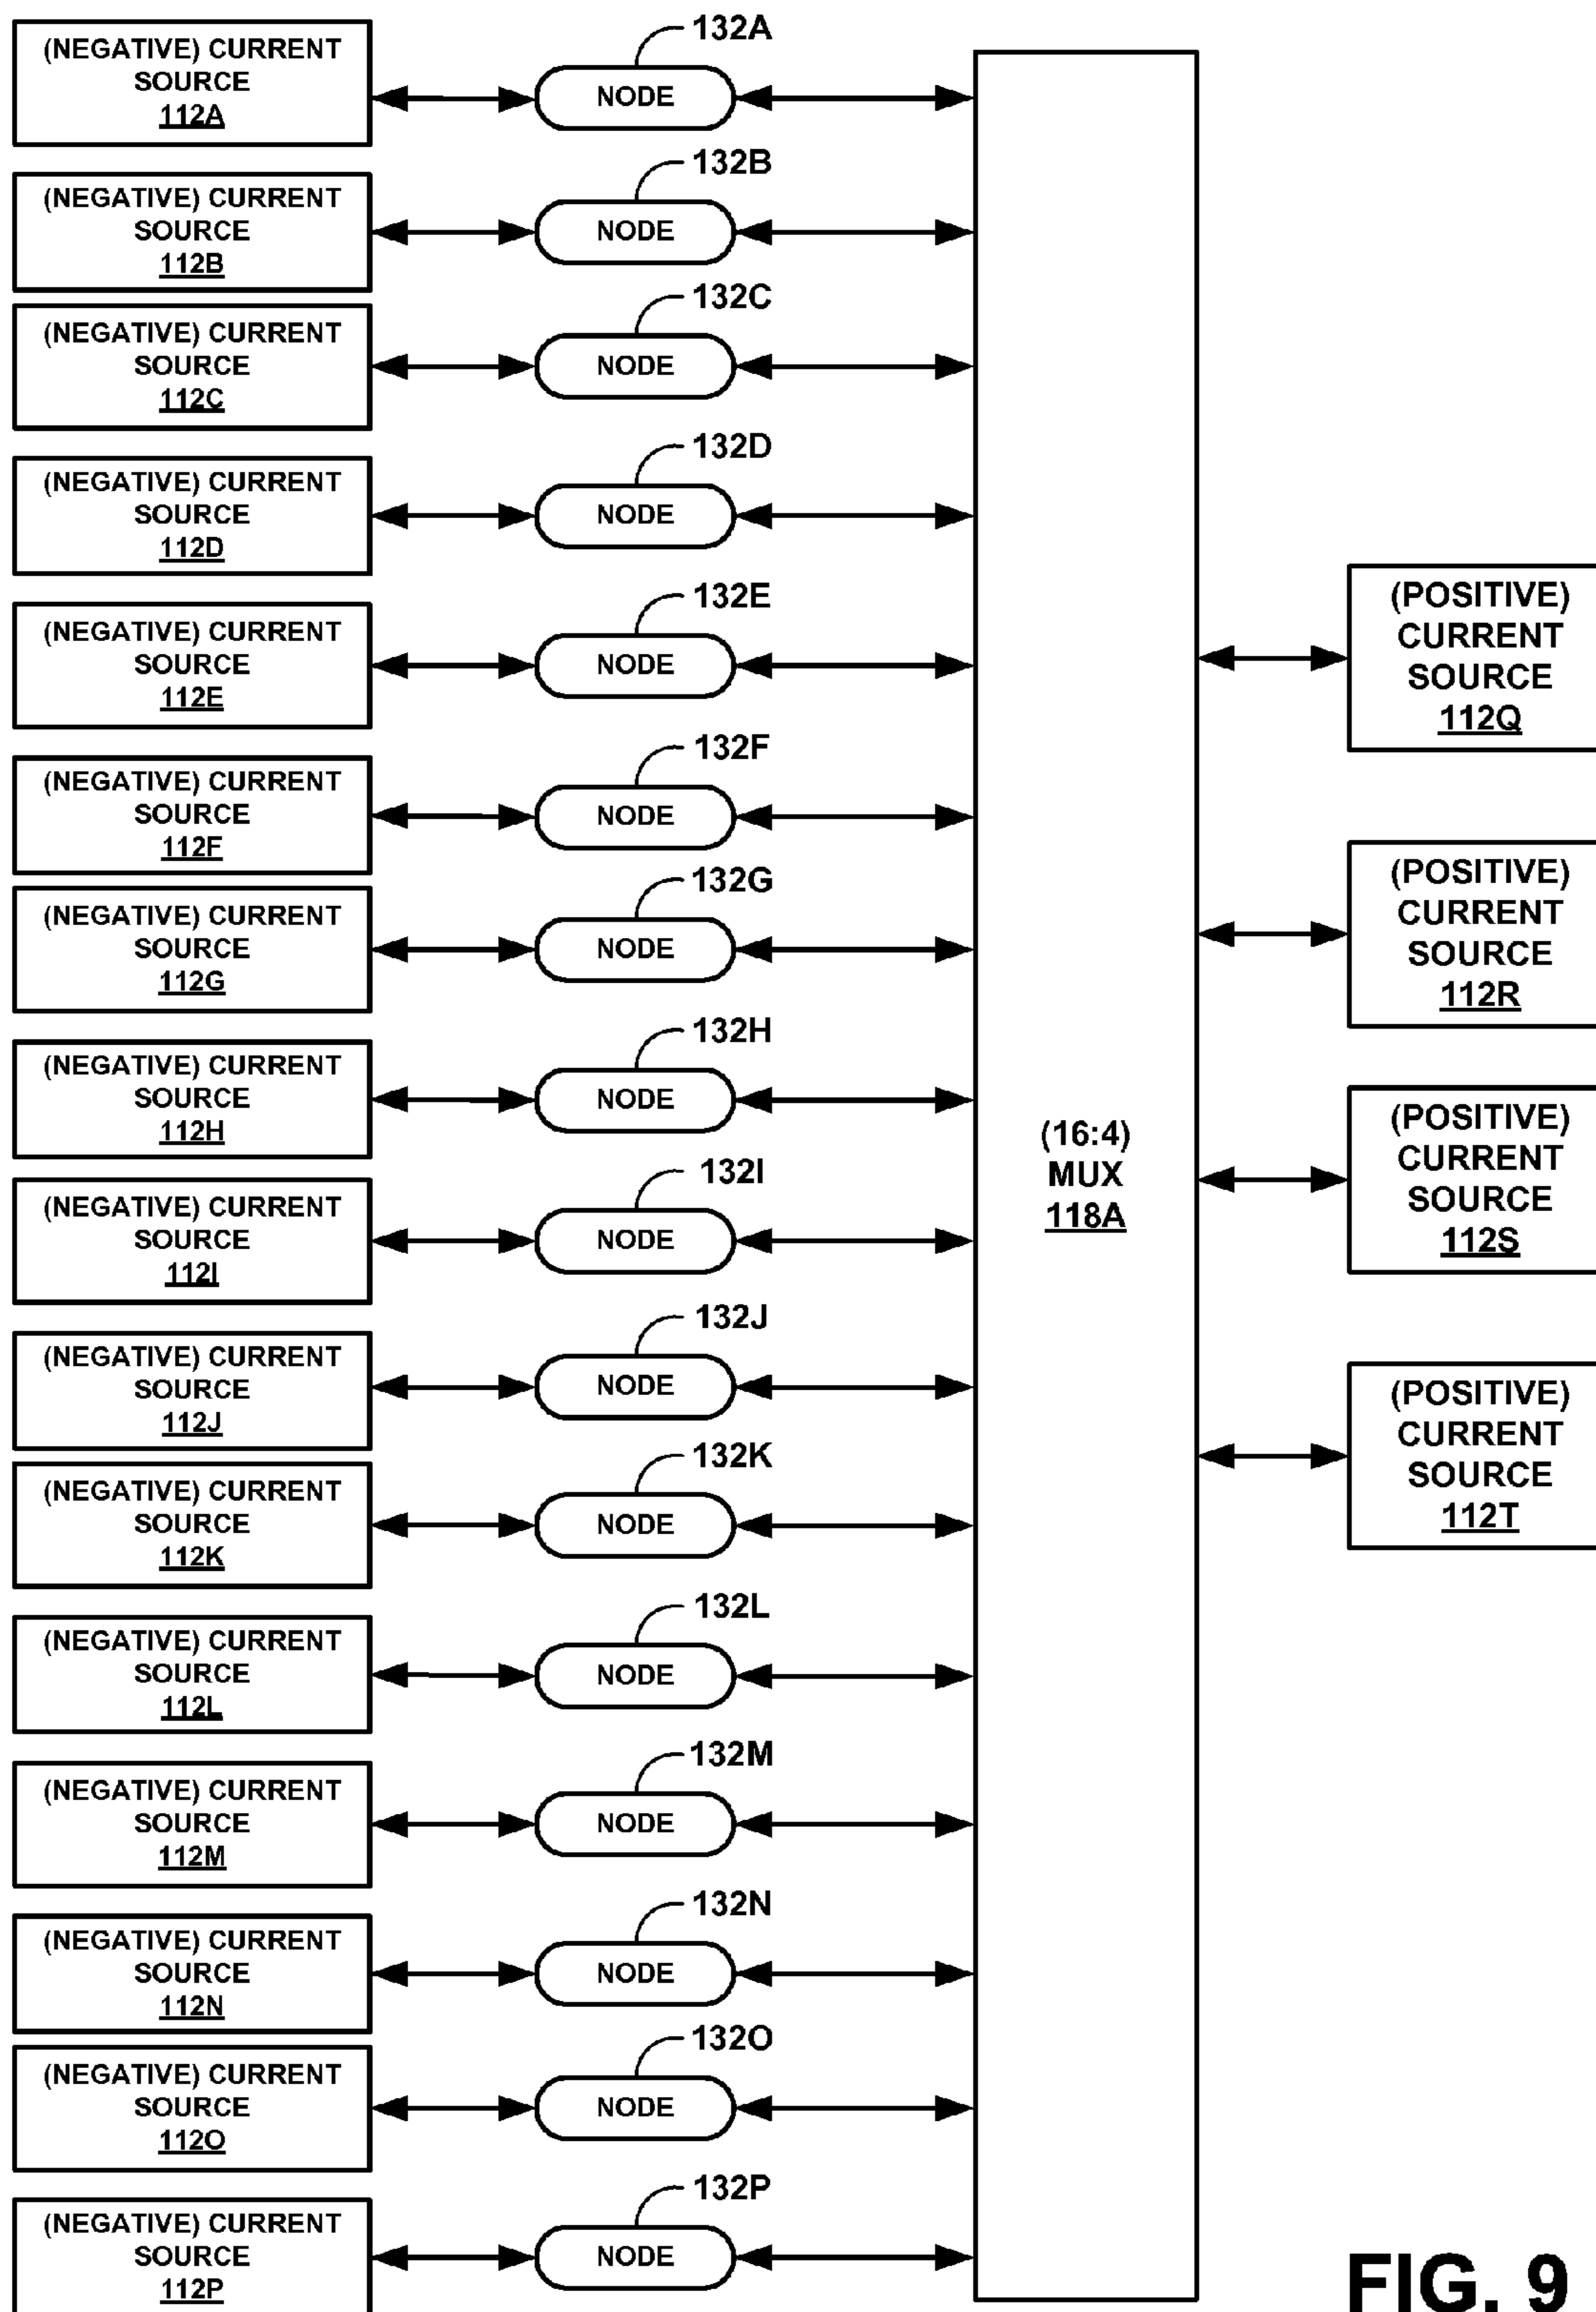 (NEGATIVE) CURRENT
SOURCE
112A
132A
NODE
(NEGATIVE) CURRENT
SOURCE
112B
132B
NODE
(NEGATIVE) CURRENT
SOURCE
112C
132C
NODE
(NEGATIVE) CURRENT
SOURCE
112D
132D
NODE
(NEGATIVE) CURRENT
SOURCE
112E
132E
NODE
(NEGATIVE) CURRENT
SOURCE
112F
132F
NODE
(NEGATIVE) CURRENT
SOURCE
112G
132G
NODE
(NEGATIVE) CURRENT
SOURCE
112H
132H
NODE
(NEGATIVE) CURRENT
SOURCE
112I
132I
NODE
(NEGATIVE) CURRENT
SOURCE
112J
132J
NODE
(NEGATIVE) CURRENT
SOURCE
112K
132K
NODE
(NEGATIVE) CURRENT
SOURCE
112L
132L
NODE
(NEGATIVE) CURRENT
SOURCE
112M
132M
NODE
(NEGATIVE) CURRENT
SOURCE
112N
132N
NODE
(NEGATIVE) CURRENT
SOURCE
112O
132O
NODE
(NEGATIVE) CURRENT
SOURCE
112P
132P
NODE
(16:4)
MUX
118A
(POSITIVE)
CURRENT
SOURCE
112Q
(POSITIVE)
CURRENT
SOURCE
112R
(POSITIVE)
CURRENT
SOURCE
112S
(POSITIVE)
CURRENT
SOURCE
112T
FIG. 9